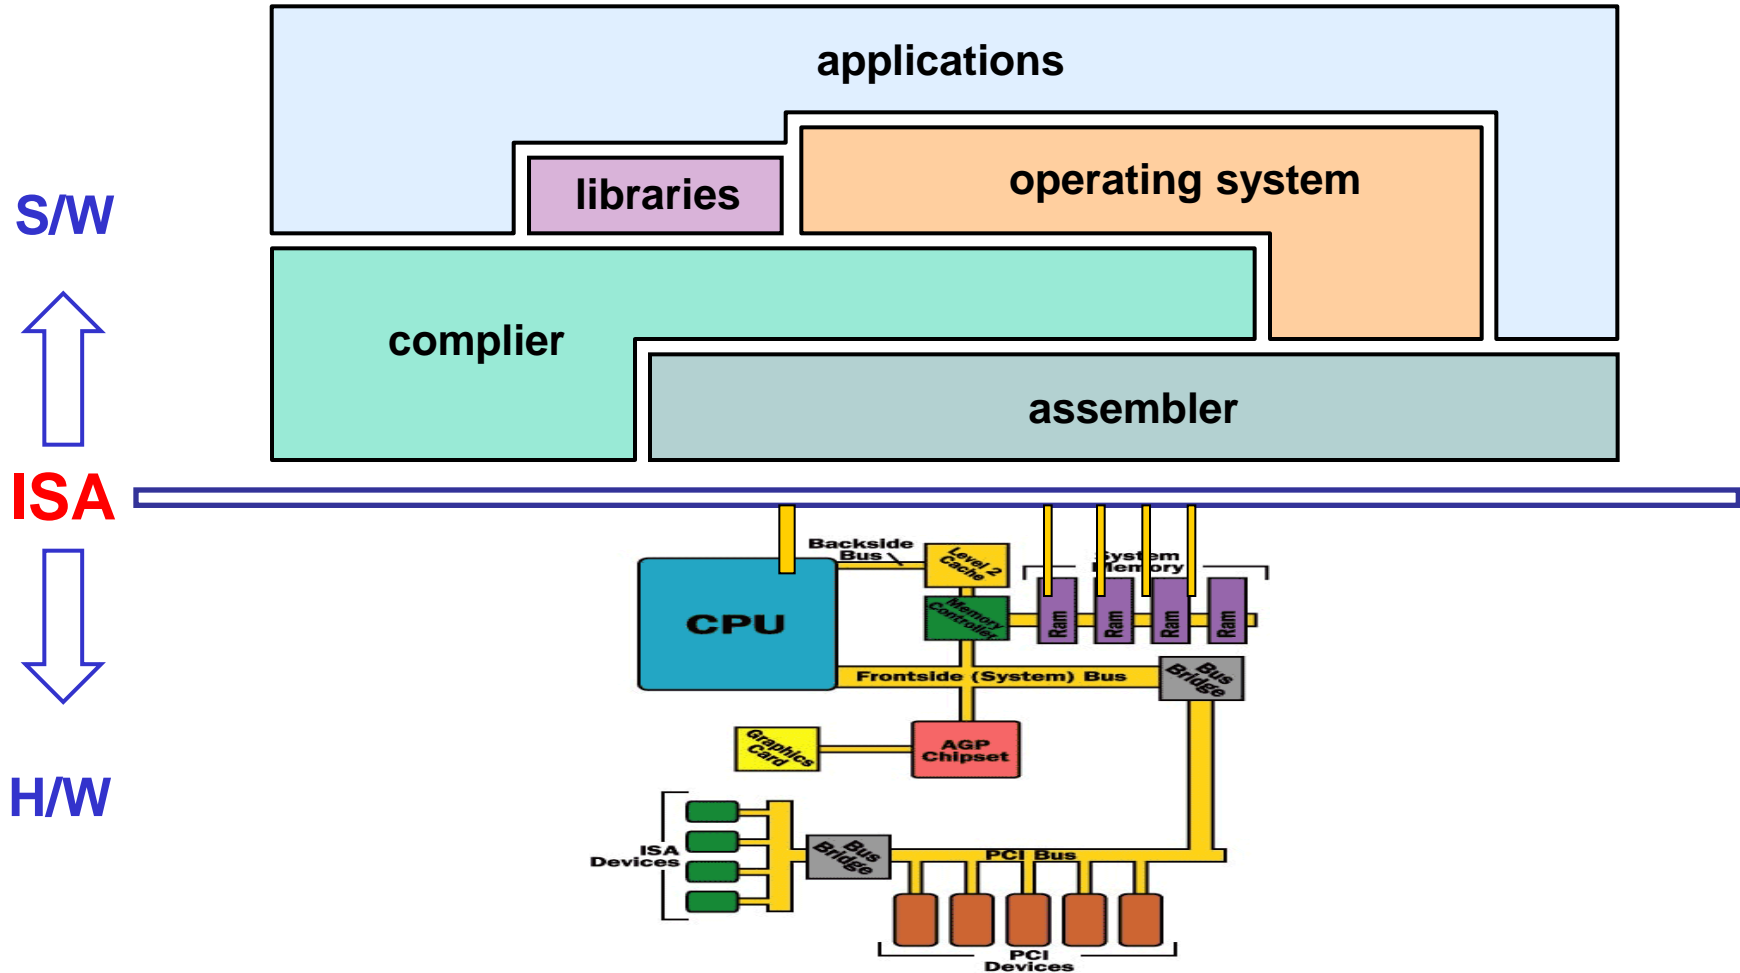 applications
operating system
libraries
S/W
complier
assembler
ISA
Backside
Bus
Level 2
Cache
System
Memory
CPU
Memory
Controller
Ram
Ram
Ram
Ram
Frontside (System) Bus
Bus
Bridge
Graphics
Card
AGP
Chipset
H/W
ISA
Devices
Bus
Bridge
PCI Bus
PCI
Devices